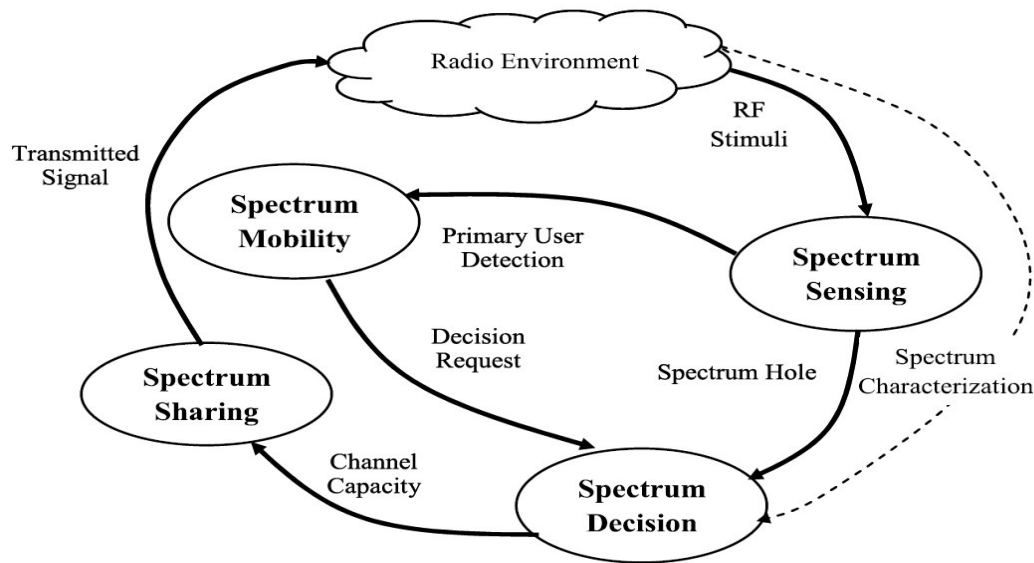 Radio Environment
RF
Stimuli
Transmitted
Signal
Spectrum
Mobility
Primary User
Detection
Spectrum
Sensing
Decision
Request
Spectrum Hole
Spectrum
Characterization
Spectrum
Sharing
Channel
Capacity
Spectrum
Decision